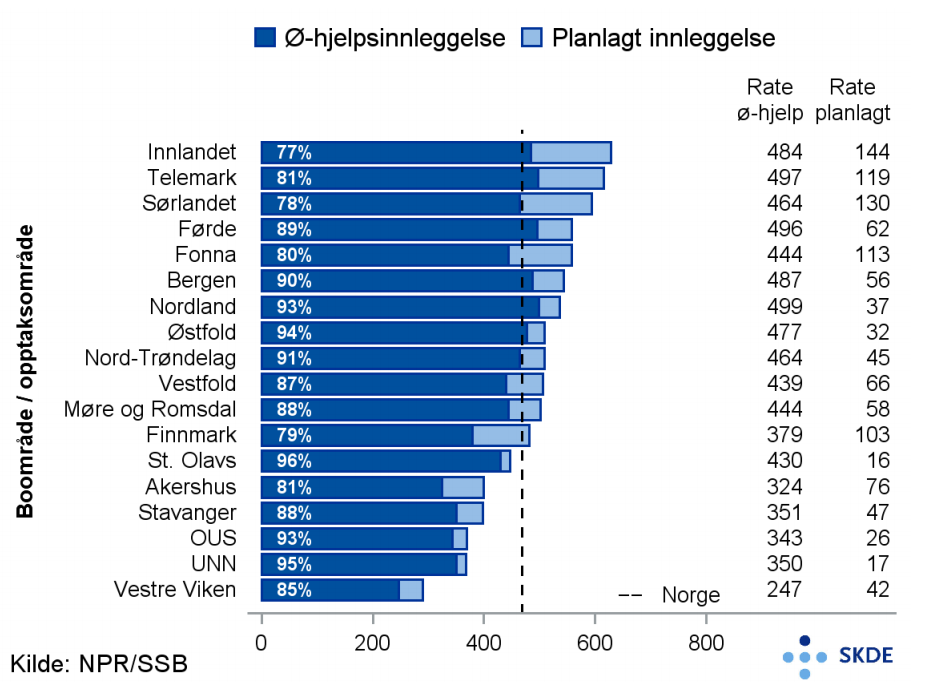 Ø-hjelpsinnleggelse Planlagt innleggelse
Rate Rate
ø-hjelp planlagt
Boområde / opptaksområde
Innlandet 77% 484 144
Telemark 81% 497 119
Sørlandet 78% 464 130
Førde 89% 496 62
Fonna 80% 444 113
Bergen 90% 487 56
Nordland 93% 499 37
Østfold 94% 477 32
Nord-Trøndelag 91% 464 45
Vestfold 87% 439 66
Møre og Romsdal 88% 444 58
Finnmark 79% 379 103
St. Olavs 96% 430 16
Akershus 81% 324 76
Stavanger 88% 351 47
OUS 93% 343 26
UNN 95% 350 17
Vestre Viken 85% 247 42
-- Norge
0 200 400 600 800
Kilde: NPR/SSB
SKDE